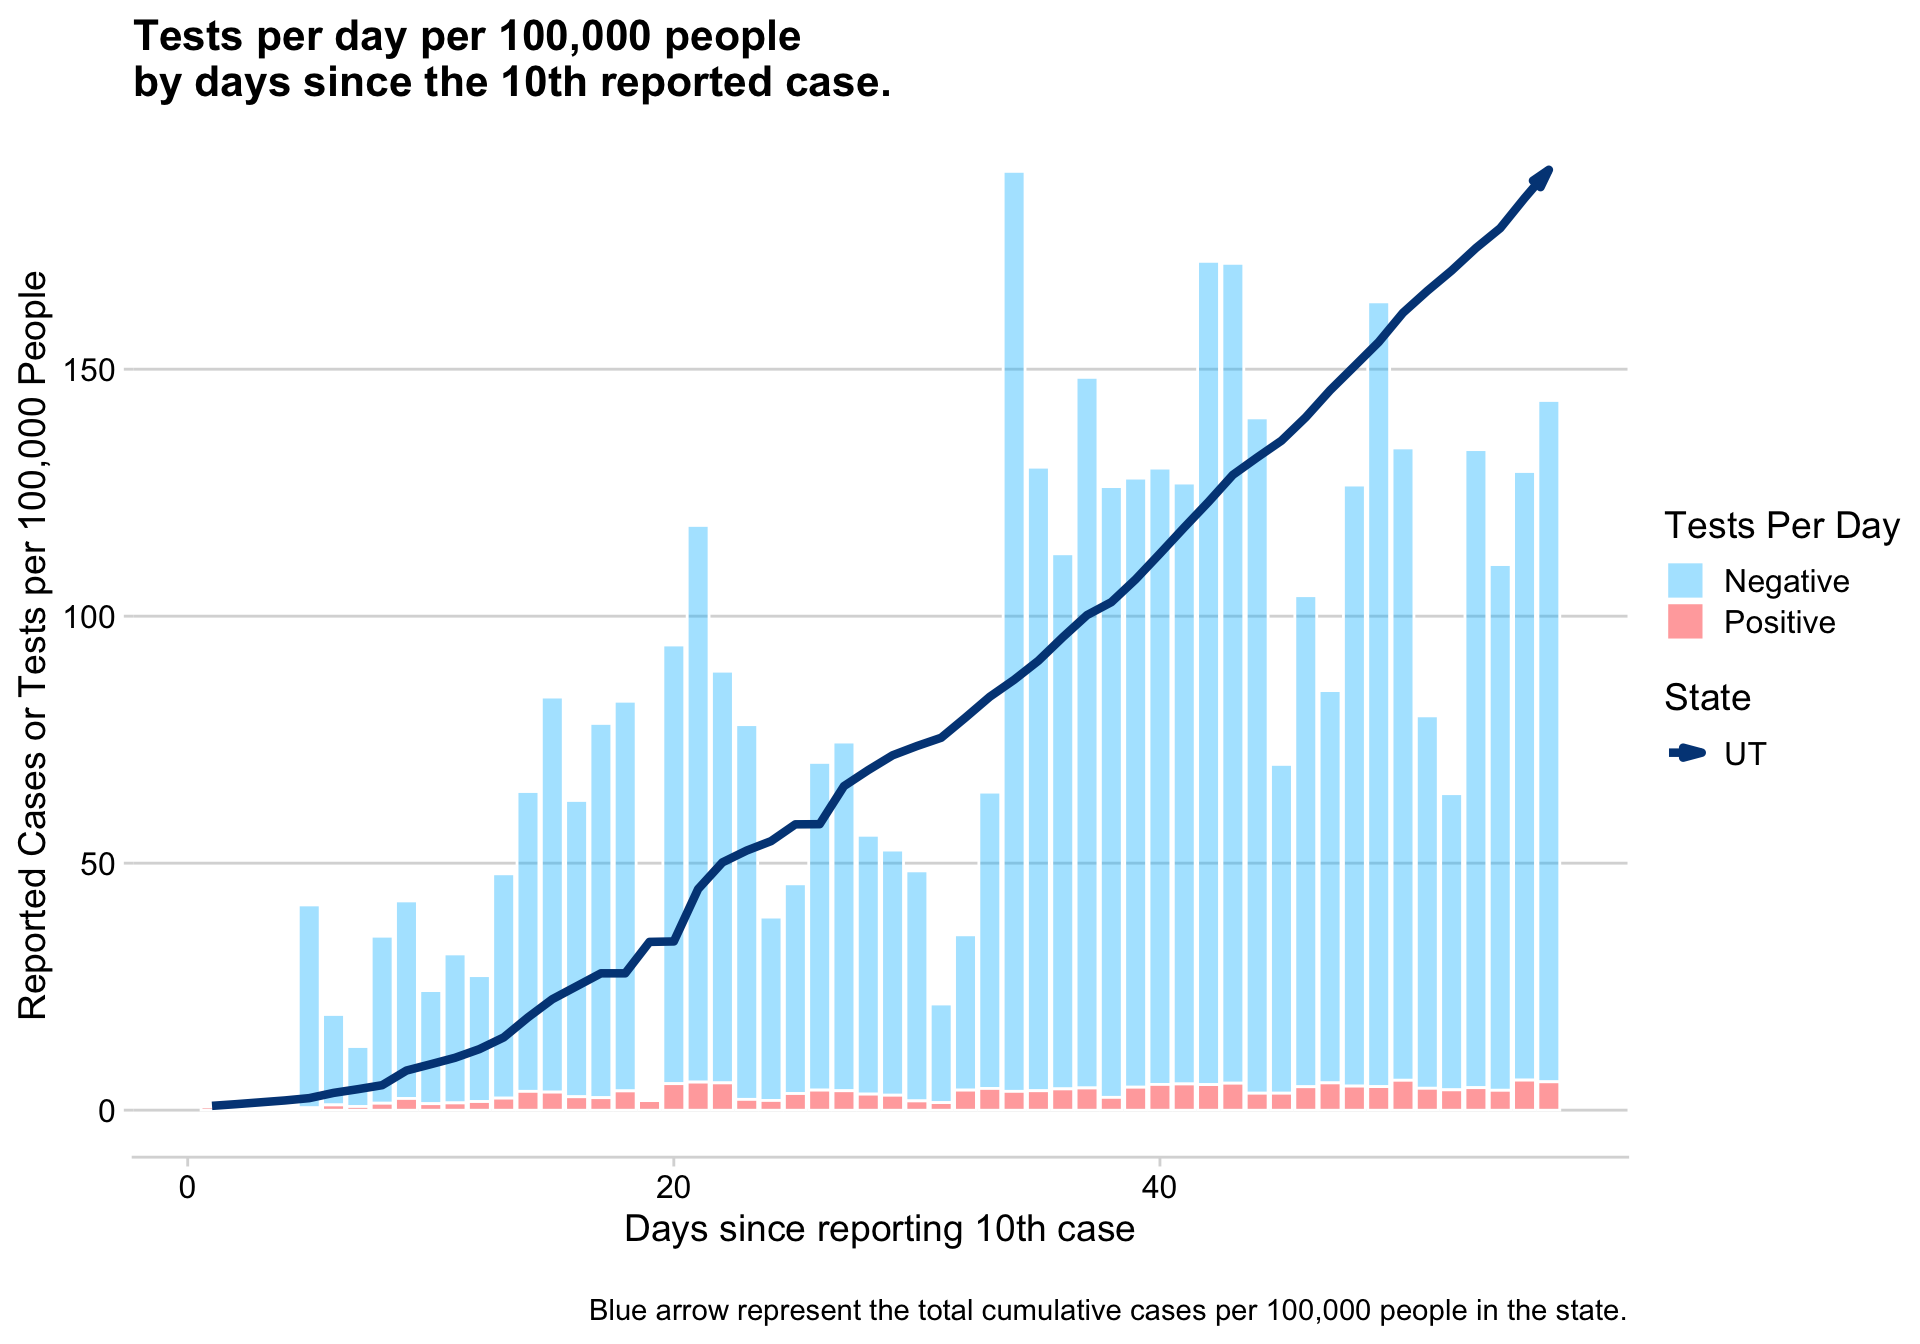 Tests per day per 100,000 people
by days since the 10th reported case.
Reported Cases or Tests per 100,000 People
150
100
50
0
0
20
40
Days since reporting 10th case
Tests Per Day
Negative
Positive
State
UT
Blue arrow represent the total cumulative cases per 100,000 people in the state.